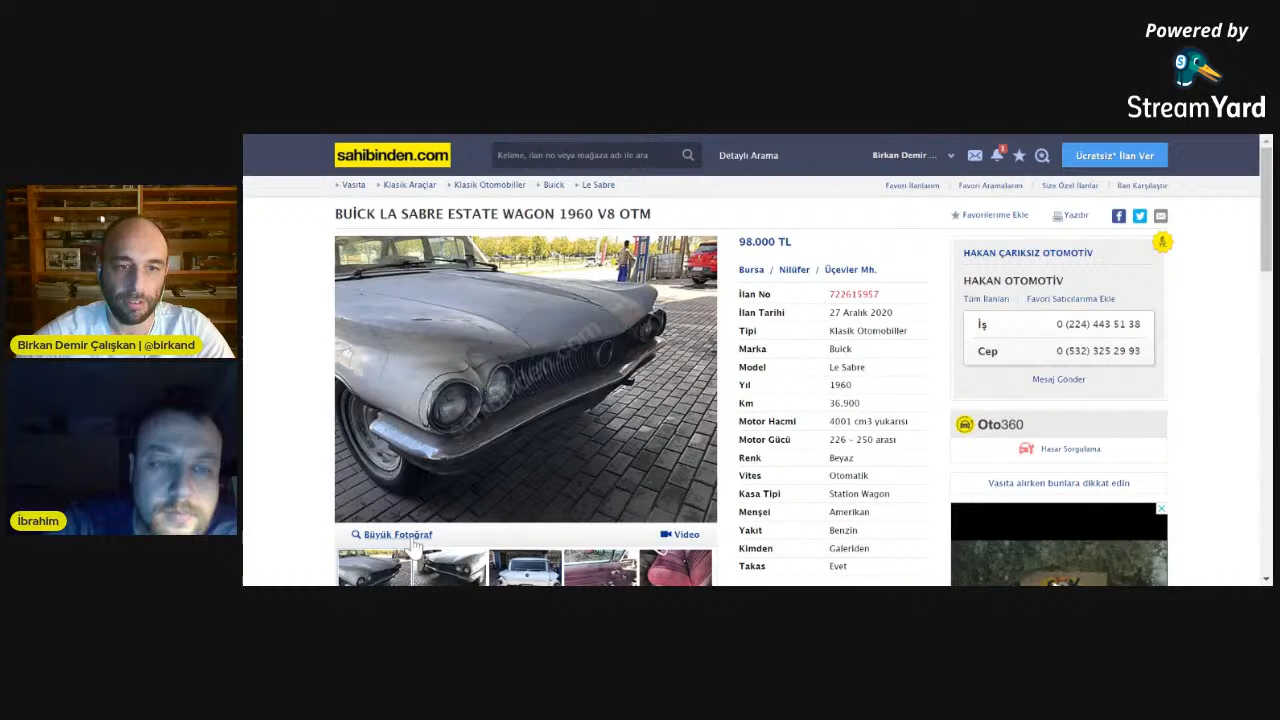 Powered by
StreamYard
sahibinden.com
Kelime, ilan no veya mağaza adı ile ara
Detaylı Arama
Birkan Demir ...
1
Ücretsiz* İlan Ver
Vasıta
Klasik Araçlar
Klasik Otomobiller
Buick
Le Sabre
Favori İlanlarım
Favori Aramalarım
Size Özel İlanlar
İlan Karşılaştır
BUİCK LA SABRE ESTATE WAGON 1960 V8 OTM
Favorilerime Ekle
Yazdır
98.000 TL
Bursa / Nilüfer / Üçevler Mh.
İlan No 722615957
İlan Tarihi 27 Aralık 2020
Tipi Klasik Otomobiller
Marka Buick
Model Le Sabre
Yıl 1960
Km 36.900
Motor Hacmi 4001 cm3 yukarısı
Motor Gücü 226 - 250 arası
Renk Beyaz
Vites Otomatik
Kasa Tipi Station Wagon
Menşei Amerikan
Yakıt Benzin
Kimden Galeriden
Takas Evet
Büyük Fotoğraf
Video
HAKAN ÇARIKSIZ OTOMOTİV
HAKAN OTOMOTİV
Tüm İlanları
Favori Satıcılarıma Ekle
İş 0 (224) 443 51 38
Cep 0 (532) 325 29 93
Mesaj Gönder
Oto360
Hasar Sorgulama
Vasıta alırken bunlara dikkat edin
Birkan Demir Çalışkan | @birkand
İbrahim